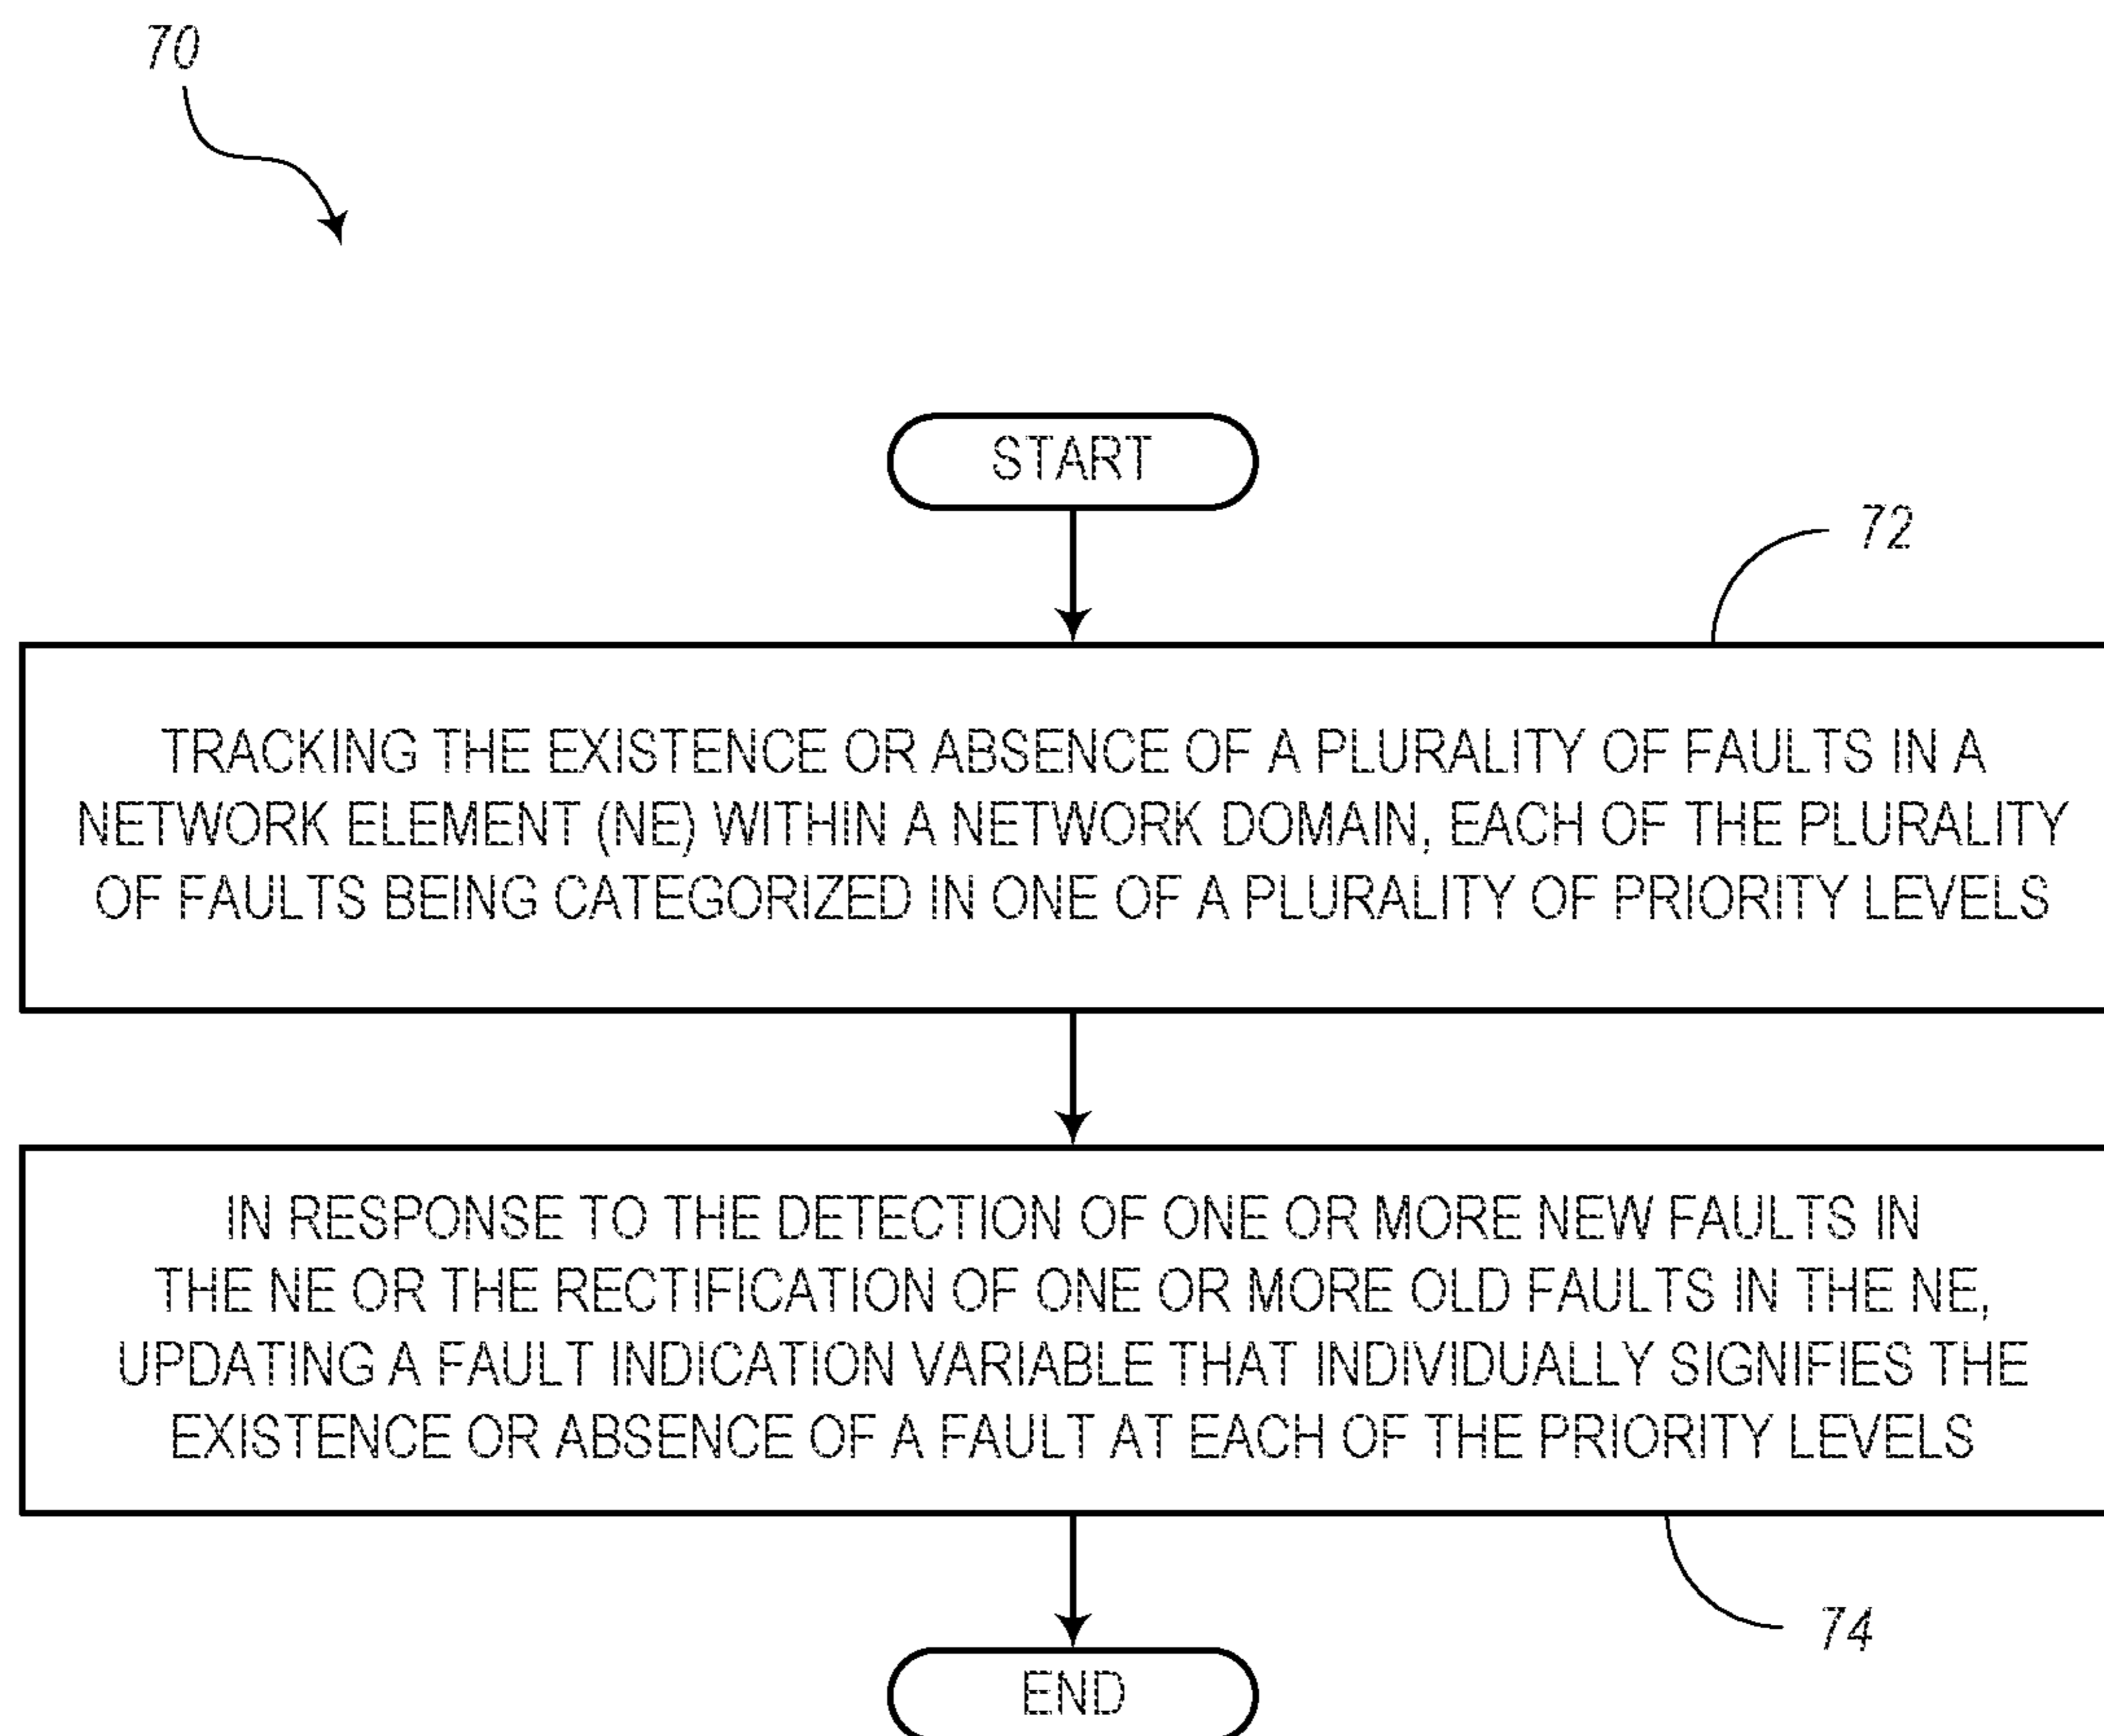 70
START
72
TRACKING THE EXISTENCE OR ABSENCE OF A PLURALITY OF FAULTS IN A
NETWORK ELEMENT (NE) WITHIN A NETWORK DOMAIN, EACH OF THE PLURALITY
OF FAULTS BEING CATEGORIZED IN ONE OF A PLURALITY OF PRIORITY LEVELS
IN RESPONSE TO THE DETECTION OF ONE OR MORE NEW FAULTS IN
THE NE OR THE RECTIFICATION OF ONE OR MORE OLD FAULTS IN THE NE,
UPDATING A FAULT INDICATION VARIABLE THAT INDIVIDUALLY SIGNIFIES THE
EXISTENCE OR ABSENCE OF A FAULT AT EACH OF THE PRIORITY LEVELS
74
END